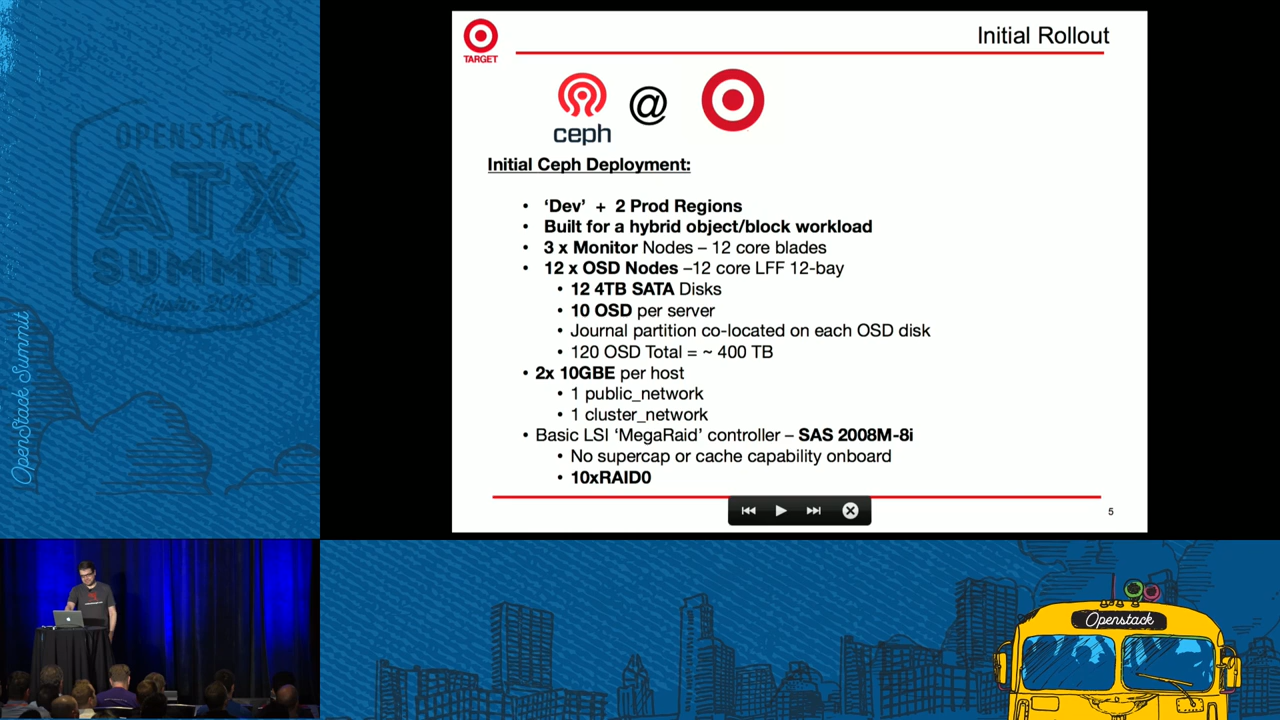 TARGET
Initial Rollout
ceph
@
Initial Ceph Deployment:
• ‘Dev’ + 2 Prod Regions
• Built for a hybrid object/block workload
• 3 x Monitor Nodes – 12 core blades
• 12 x OSD Nodes –12 core LFF 12-bay
• 12 4TB SATA Disks
• 10 OSD per server
• Journal partition co-located on each OSD disk
• 120 OSD Total = ~ 400 TB
• 2x 10GBE per host
• 1 public_network
• 1 cluster_network
• Basic LSI ‘MegaRaid’ controller – SAS 2008M-8i
• No supercap or cache capability onboard
• 10xRAID0
5
OPENSTACK
ATX
SUMMIT
OpenStack Summit
Openstack